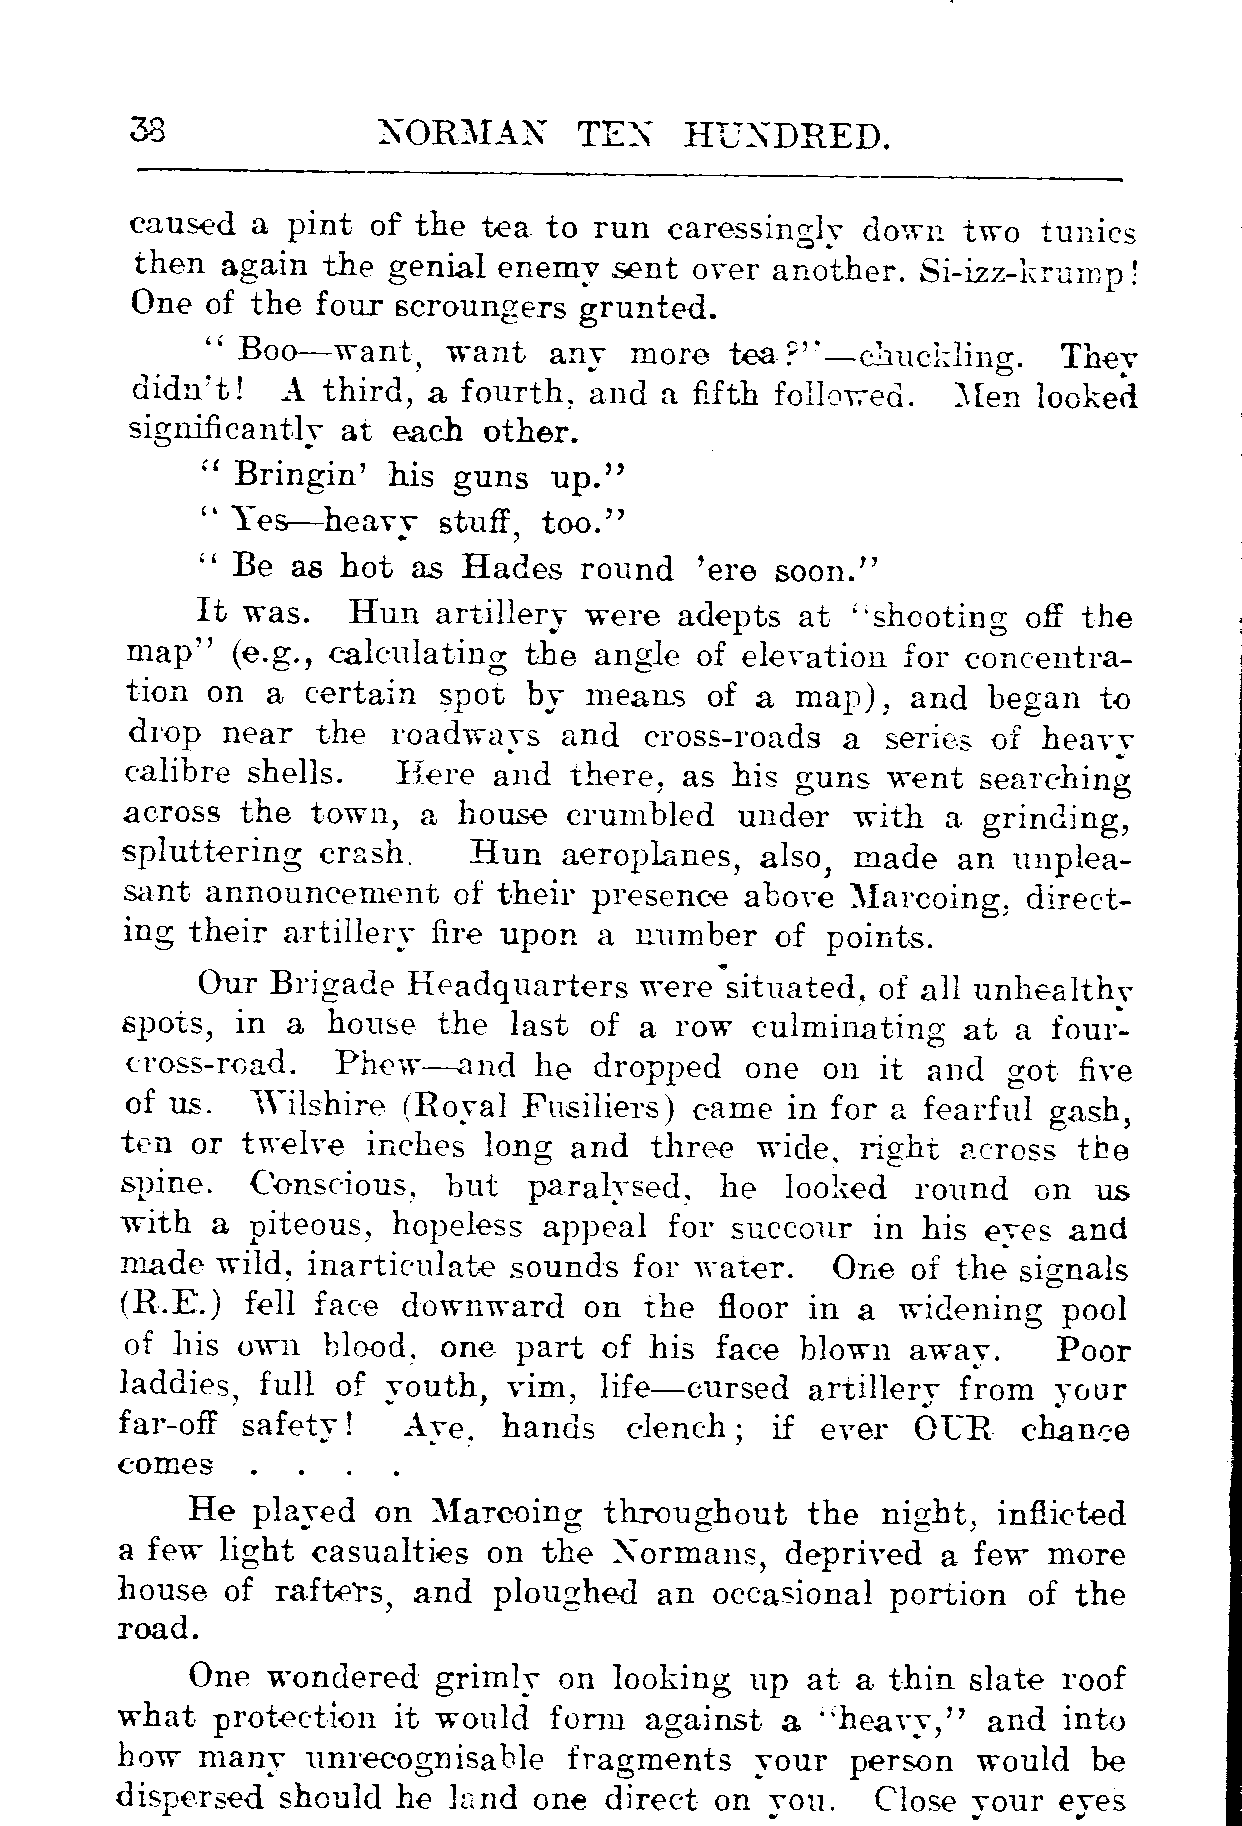 38 NORMAN TEN HUNDRED.
caused a pint of the tea to run caressingly down two tunics
then again the genial enemy sent over another. Si-izz-krump!
One of the four scroungers grunted.
“ Boo—want, want any more tea?”—chuckling. They
didn't! A third, a fourth, and a fifth followed. Men looked
significantly at each other.
“ Bringin' his guns up.”
“ Yes—heavy stuff, too.”
“ Be as hot as Hades round 'ere soon.”
It was. Hun artillery were adepts at “shooting off the
map” (e.g., calculating the angle of elevation for concentra-
tion on a certain spot by means of a map), and began to
drop near the roadways and cross-roads a series of heavy
calibre shells. Here and there, as his guns went searching
across the town, a house crumbled under with a grinding,
spluttering crash. Hun aeroplanes, also, made an unplea-
sant announcement of their presence above Marcoing, direct-
ing their artillery fire upon a number of points.
Our Brigade Headquarters were situated, of all unhealthy
spots, in a house the last of a row culminating at a four-
cross-road. Phew—and he dropped one on it and got five
of us. Wilshire (Royal Fusiliers) came in for a fearful gash,
ten or twelve inches long and three wide, right across the
spine. Conscious, but paralysed, he looked round on us
with a piteous, hopeless appeal for succour in his eyes and
made wild, inarticulate sounds for water. One of the signals
(R.E.) fell face downward on the floor in a widening pool
of his own blood, one part of his face blown away. Poor
laddies, full of youth, vim, life—cursed artillery from your
far-off safety! Aye, hands clench; if ever OUR chance
comes . . . .
He played on Marcoing throughout the night, inflicted
a few light casualties on the Normans, deprived a few more
house of rafters, and ploughed an occasional portion of the
road.
One wondered grimly on looking up at a thin slate roof
what protection it would form against a “heavy,” and into
how many unrecognisable fragments your person would be
dispersed should he land one direct on you. Close your eyes